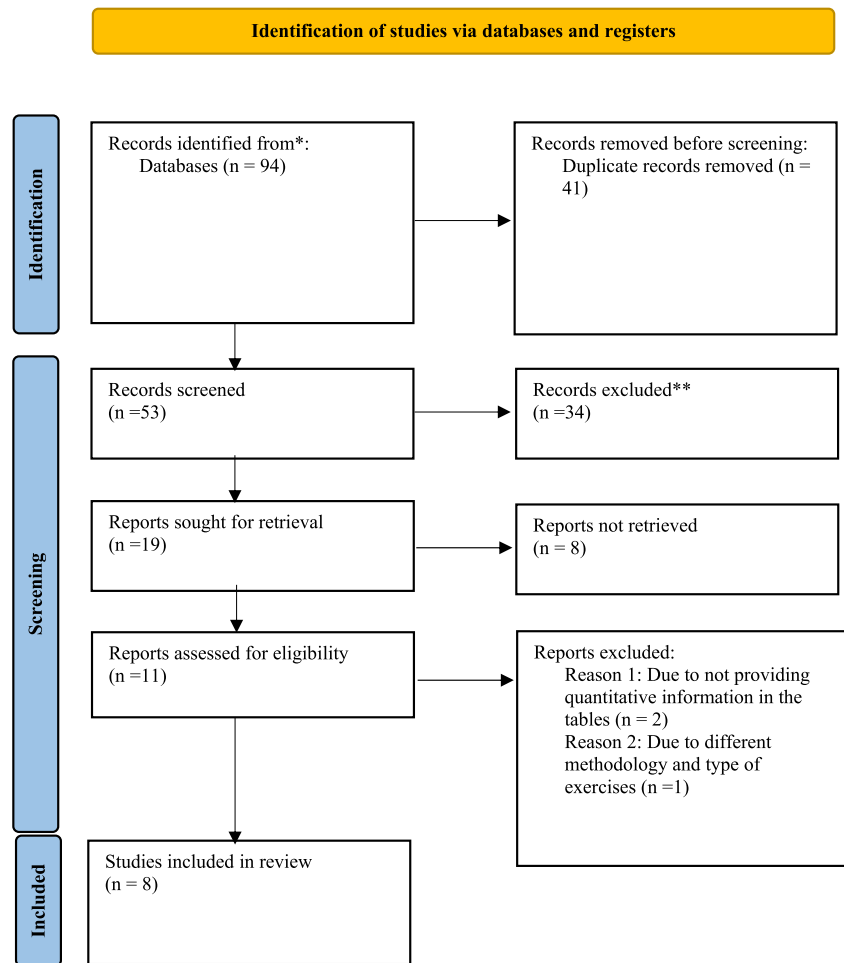 Identification of studies via databases and registers
Identification
Records identified from*:
Databases (n = 94)
Records removed before screening:
Duplicate records removed (n =
41)
Screening
Records screened
(n =53)
Records excluded**
(n =34)
Reports sought for retrieval
(n =19)
Reports not retrieved
(n = 8)
Reports assessed for eligibility
(n =11)
Reports excluded:
Reason 1: Due to not providing
quantitative information in the
tables (n = 2)
Reason 2: Due to different
methodology and type of
exercises (n =1)
Included
Studies included in review
(n = 8)